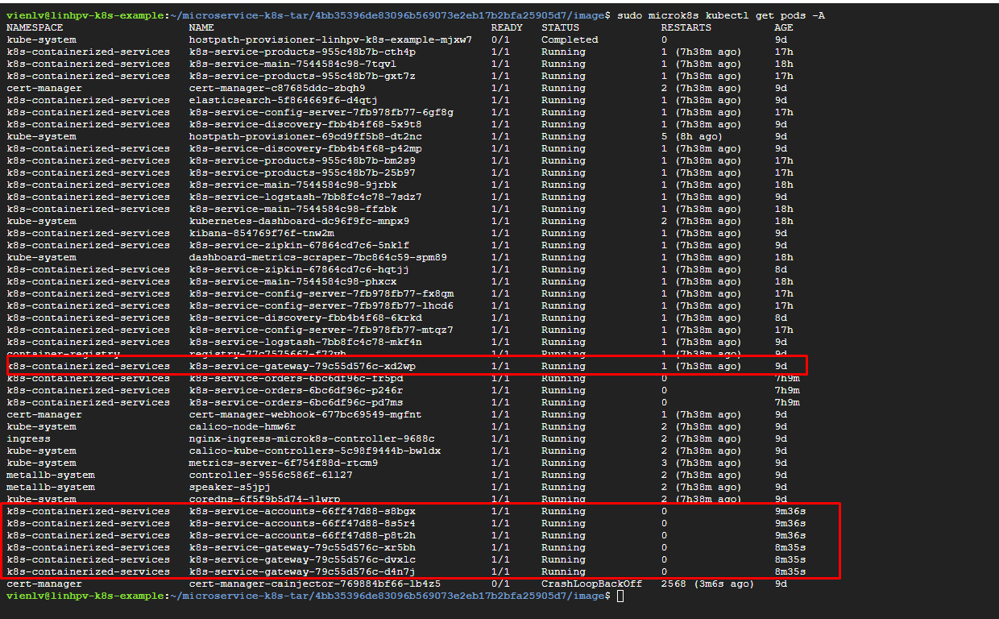 vienlv@linhpv-k8s-example:~/microservice-k8s-tar/4bb35396de83096b569073e2eb17b2bfa25905d7/image$ sudo microk8s kubectl get pods -A
NAMESPACE NAME READY STATUS RESTARTS AGE
kube-system hostpath-provisioner-linhpv-k8s-example-mjxw7 0/1 Completed 0 9d
k8s-containerized-services k8s-service-products-955c48b7b-cth4p 1/1 Running 1 (7h38m ago) 17h
k8s-containerized-services k8s-service-main-7544584c98-7tqvl 1/1 Running 1 (7h38m ago) 18h
k8s-containerized-services k8s-service-products-955c48b7b-gxt7z 1/1 Running 1 (7h38m ago) 17h
cert-manager cert-manager-c87685ddc-zbqh9 1/1 Running 2 (7h38m ago) 9d
k8s-containerized-services elasticsearch-5f864669f6-d4qtj 1/1 Running 1 (7h38m ago) 9d
k8s-containerized-services k8s-service-config-server-7fb978fb77-6gf8g 1/1 Running 1 (7h38m ago) 17h
k8s-containerized-services k8s-service-discovery-fbb4b4f68-5x9t8 1/1 Running 1 (7h38m ago) 9d
kube-system hostpath-provisioner-69cd9ff5b8-dt2nc 1/1 Running 5 (8h ago) 9d
k8s-containerized-services k8s-service-discovery-fbb4b4f68-p42mp 1/1 Running 1 (7h38m ago) 9d
k8s-containerized-services k8s-service-products-955c48b7b-bm2s9 1/1 Running 1 (7h38m ago) 17h
k8s-containerized-services k8s-service-products-955c48b7b-25b97 1/1 Running 1 (7h38m ago) 17h
k8s-containerized-services k8s-service-main-7544584c98-9jrbk 1/1 Running 1 (7h38m ago) 18h
k8s-containerized-services k8s-service-logstash-7bb8fc4c78-7sdz7 1/1 Running 1 (7h38m ago) 9d
k8s-containerized-services k8s-service-main-7544584c98-ffzbk 1/1 Running 1 (7h38m ago) 18h
kube-system kubernetes-dashboard-dc96f9fc-mnpx9 1/1 Running 2 (7h38m ago) 18h
k8s-containerized-services kibana-854769f76f-tnw2m 1/1 Running 1 (7h38m ago) 9d
k8s-containerized-services k8s-service-zipkin-67864cd7c6-5nklf 1/1 Running 1 (7h38m ago) 9d
kube-system dashboard-metrics-scraper-7bc864c59-spm89 1/1 Running 1 (7h38m ago) 18h
k8s-containerized-services k8s-service-zipkin-67864cd7c6-hqtjj 1/1 Running 1 (7h38m ago) 8d
k8s-containerized-services k8s-service-main-7544584c98-phxcx 1/1 Running 1 (7h38m ago) 18h
k8s-containerized-services k8s-service-config-server-7fb978fb77-fx8qm 1/1 Running 1 (7h38m ago) 17h
k8s-containerized-services k8s-service-config-server-7fb978fb77-lhcd6 1/1 Running 1 (7h38m ago) 17h
k8s-containerized-services k8s-service-discovery-fbb4b4f68-6krkd 1/1 Running 1 (7h38m ago) 8d
k8s-containerized-services k8s-service-config-server-7fb978fb77-mtqz7 1/1 Running 1 (7h38m ago) 17h
k8s-containerized-services k8s-service-logstash-7bb8fc4c78-mkf4n 1/1 Running 1 (7h38m ago) 9d
container-registry registry-77c7575667-f72vh 1/1 Running 1 (7h38m ago) 9d
k8s-containerized-services k8s-service-gateway-79c55d576c-xd2wp 1/1 Running 1 (7h38m ago) 9d
k8s-containerized-services k8s-service-orders-6bc6df96c-fr5pd 1/1 Running 0 7h9m
k8s-containerized-services k8s-service-orders-6bc6df96c-p246r 1/1 Running 0 7h9m
k8s-containerized-services k8s-service-orders-6bc6df96c-pd7ms 1/1 Running 0 7h9m
cert-manager cert-manager-webhook-677bc69549-mgfnt 1/1 Running 1 (7h38m ago) 9d
kube-system calico-node-hmw6r 1/1 Running 2 (7h38m ago) 9d
ingress nginx-ingress-microk8s-controller-9688c 1/1 Running 2 (7h38m ago) 9d
kube-system calico-kube-controllers-5c98f9444b-bwldx 1/1 Running 2 (7h38m ago) 9d
kube-system metrics-server-6f754f88d-rtcm9 1/1 Running 3 (7h38m ago) 9d
metallb-system controller-9556c586f-6ll27 1/1 Running 2 (7h38m ago) 9d
metallb-system speaker-s5jpj 1/1 Running 2 (7h38m ago) 9d
kube-system coredns-6f5f9b5d74-jlwrp 1/1 Running 2 (7h38m ago) 9d
k8s-containerized-services k8s-service-accounts-66ff47d88-s8bgx 1/1 Running 0 9m36s
k8s-containerized-services k8s-service-accounts-66ff47d88-8s5r4 1/1 Running 0 9m36s
k8s-containerized-services k8s-service-accounts-66ff47d88-p8t2h 1/1 Running 0 9m36s
k8s-containerized-services k8s-service-gateway-79c55d576c-xr5bh 1/1 Running 0 8m35s
k8s-containerized-services k8s-service-gateway-79c55d576c-dvxlc 1/1 Running 0 8m35s
k8s-containerized-services k8s-service-gateway-79c55d576c-d4n7j 1/1 Running 0 8m35s
cert-manager cert-manager-cainjector-769884bf66-lb4z5 0/1 CrashLoopBackOff 2568 (3m6s ago) 9d
vienlv@linhpv-k8s-example:~/microservice-k8s-tar/4bb35396de83096b569073e2eb17b2bfa25905d7/image$